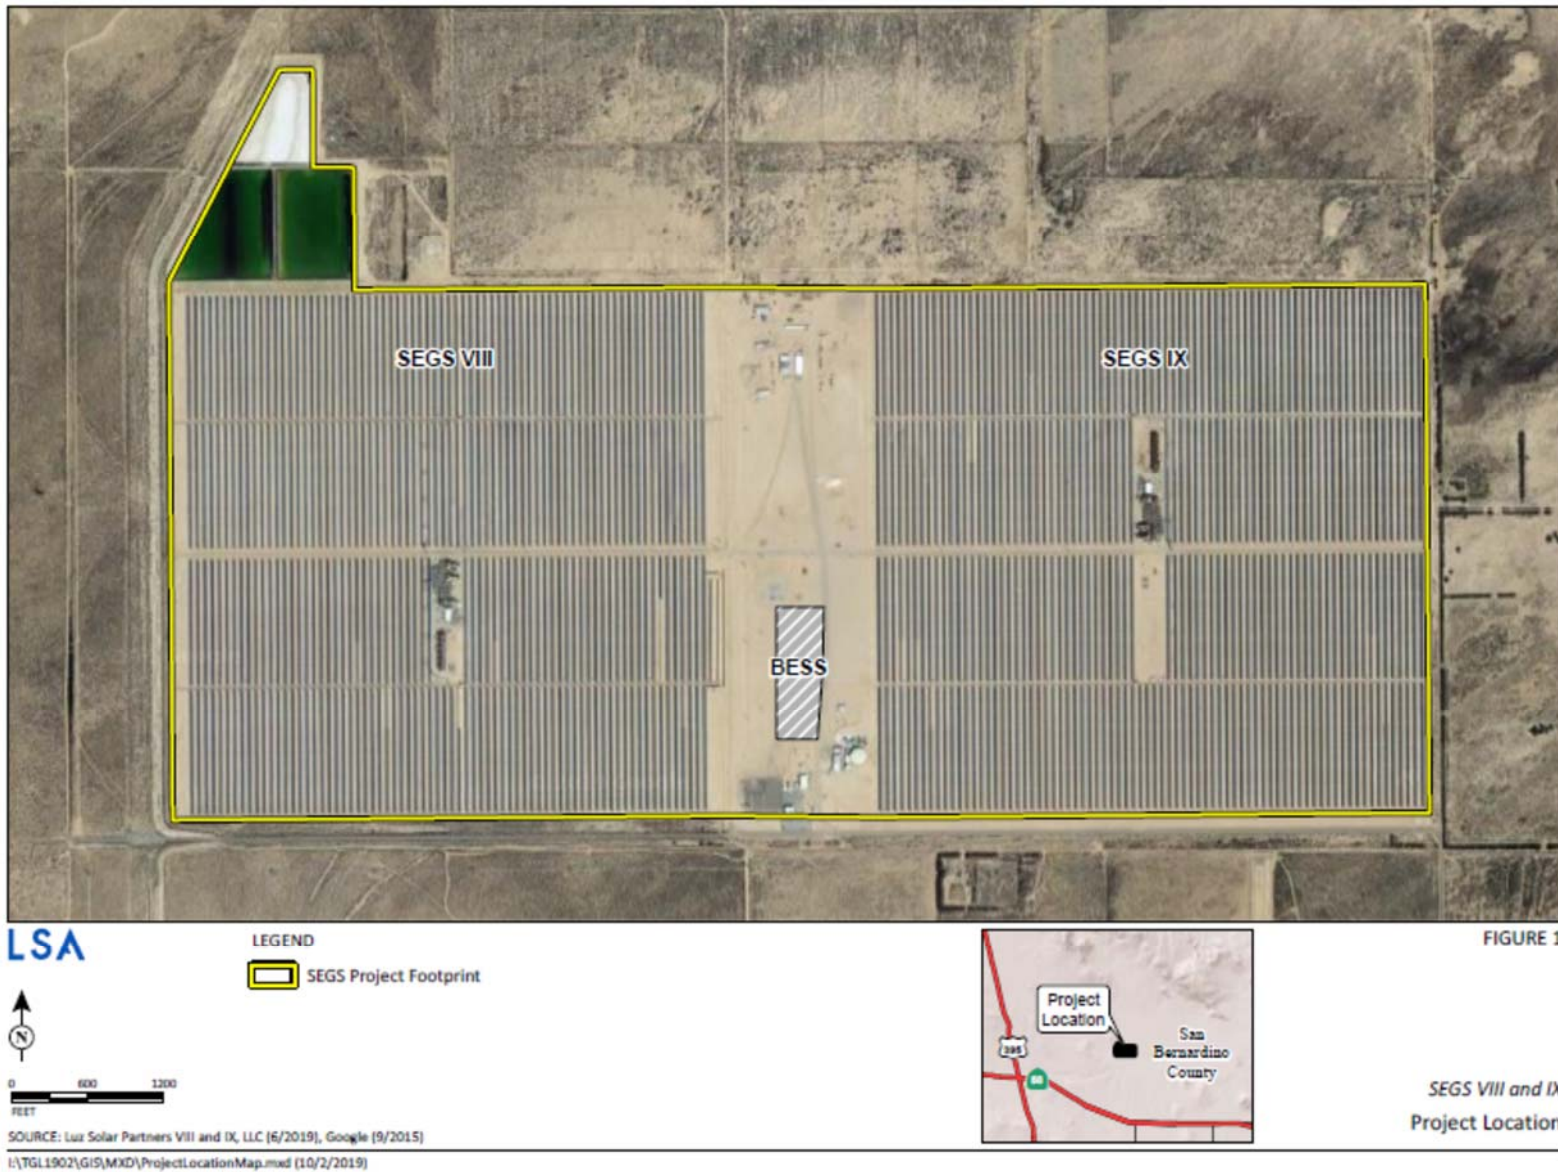 SEGS VIII
SEGS IX
BESS
LSA
LEGEND
SEGS Project Footprint
N
0 600 1200
FEET
SOURCE: Luz Solar Partners VIII and IX, LLC (6/2019), Google (9/2015)
I:\TGL1902\GIS\MXD\ProjectLocationMap.mxd (10/2/2019)
Project
Location
San
Bernardino
County
395
FIGURE 1
SEGS VIII and IX
Project Location